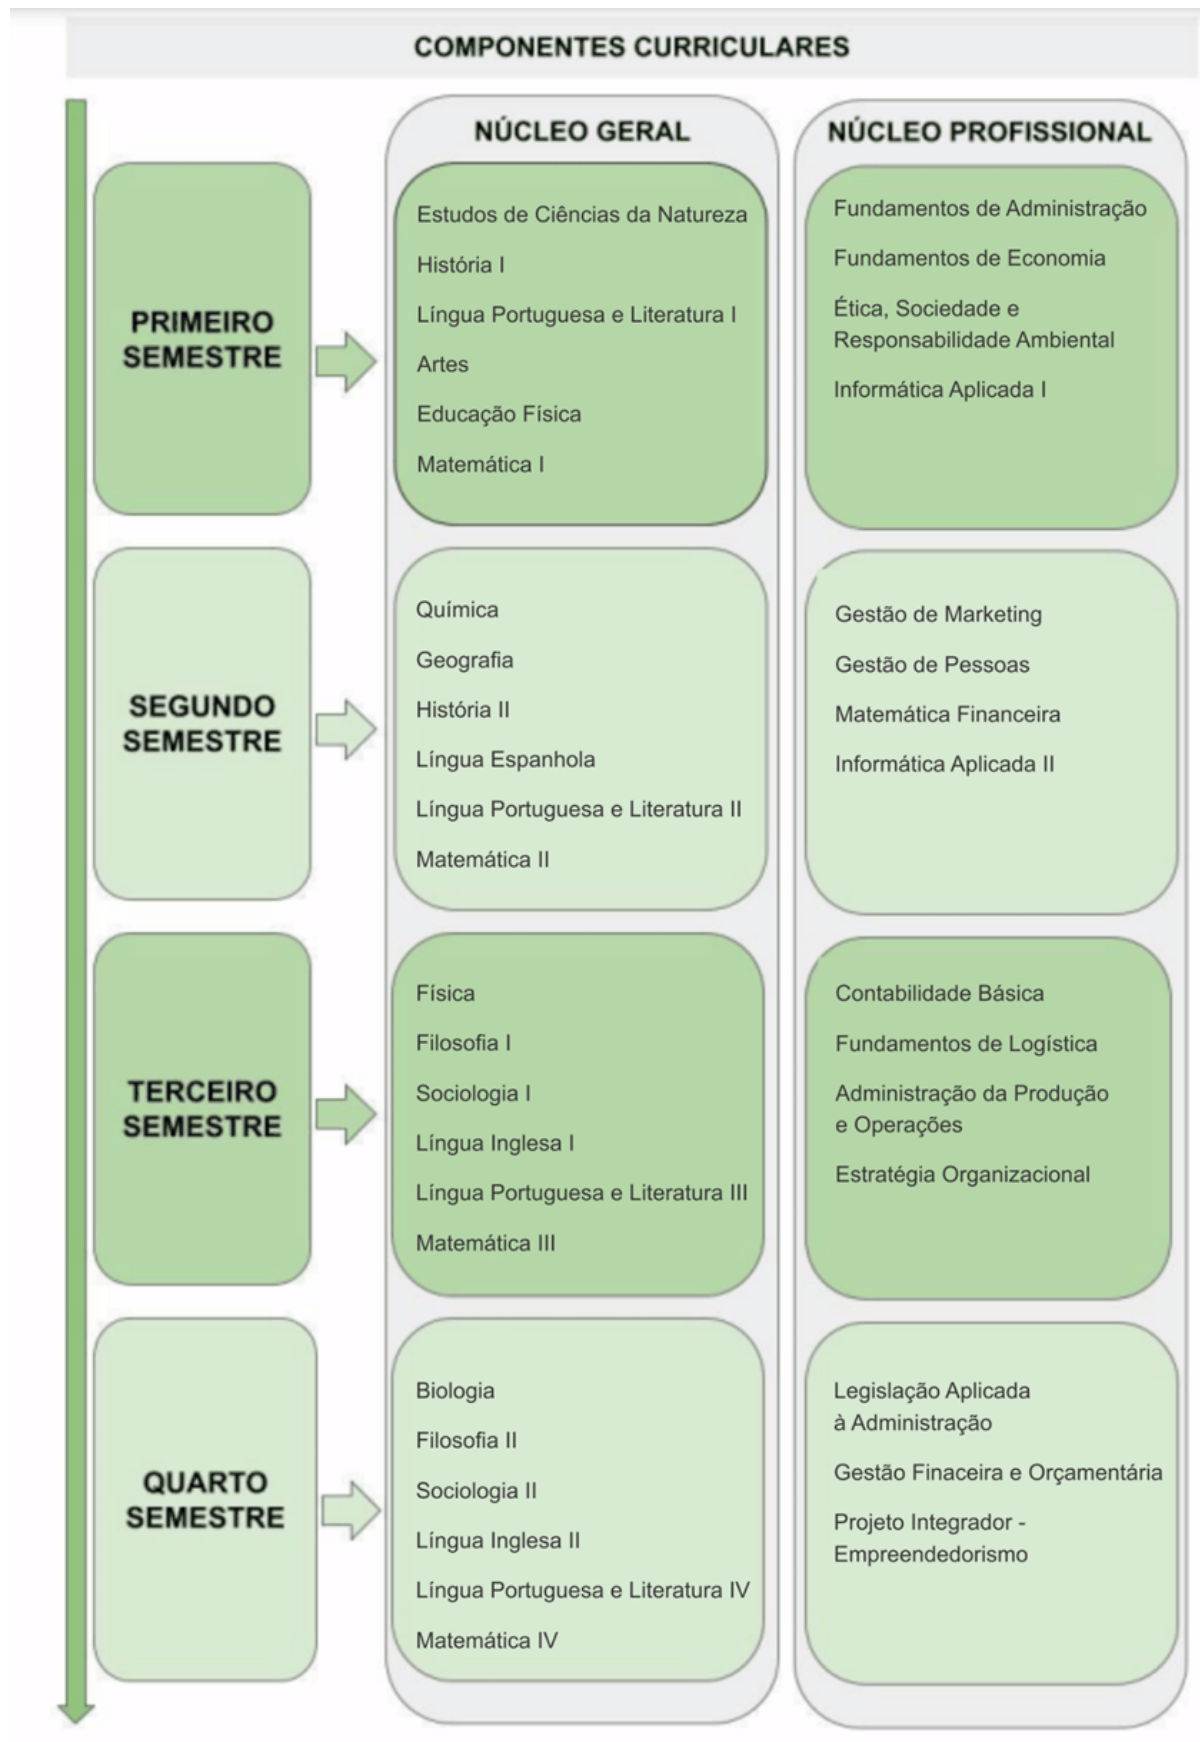 COMPONENTES CURRICULARES
NÚCLEO GERAL
NÚCLEO PROFISSIONAL
PRIMEIRO
SEMESTRE
Estudos de Ciências da Natureza
História I
Língua Portuguesa e Literatura I
Artes
Educação Física
Matemática I
Fundamentos de Administração
Fundamentos de Economia
Ética, Sociedade e
Responsabilidade Ambiental
Informática Aplicada I
SEGUNDO
SEMESTRE
Química
Geografia
História II
Língua Espanhola
Língua Portuguesa e Literatura II
Matemática II
Gestão de Marketing
Gestão de Pessoas
Matemática Financeira
Informática Aplicada II
TERCEIRO
SEMESTRE
Física
Filosofia I
Sociologia I
Língua Inglesa I
Língua Portuguesa e Literatura III
Matemática III
Contabilidade Básica
Fundamentos de Logística
Administração da Produção
e Operações
Estratégia Organizacional
QUARTO
SEMESTRE
Biologia
Filosofia II
Sociologia II
Língua Inglesa II
Língua Portuguesa e Literatura IV
Matemática IV
Legislação Aplicada
à Administração
Gestão Finaceira e Orçamentária
Projeto Integrador -
Empreendedorismo